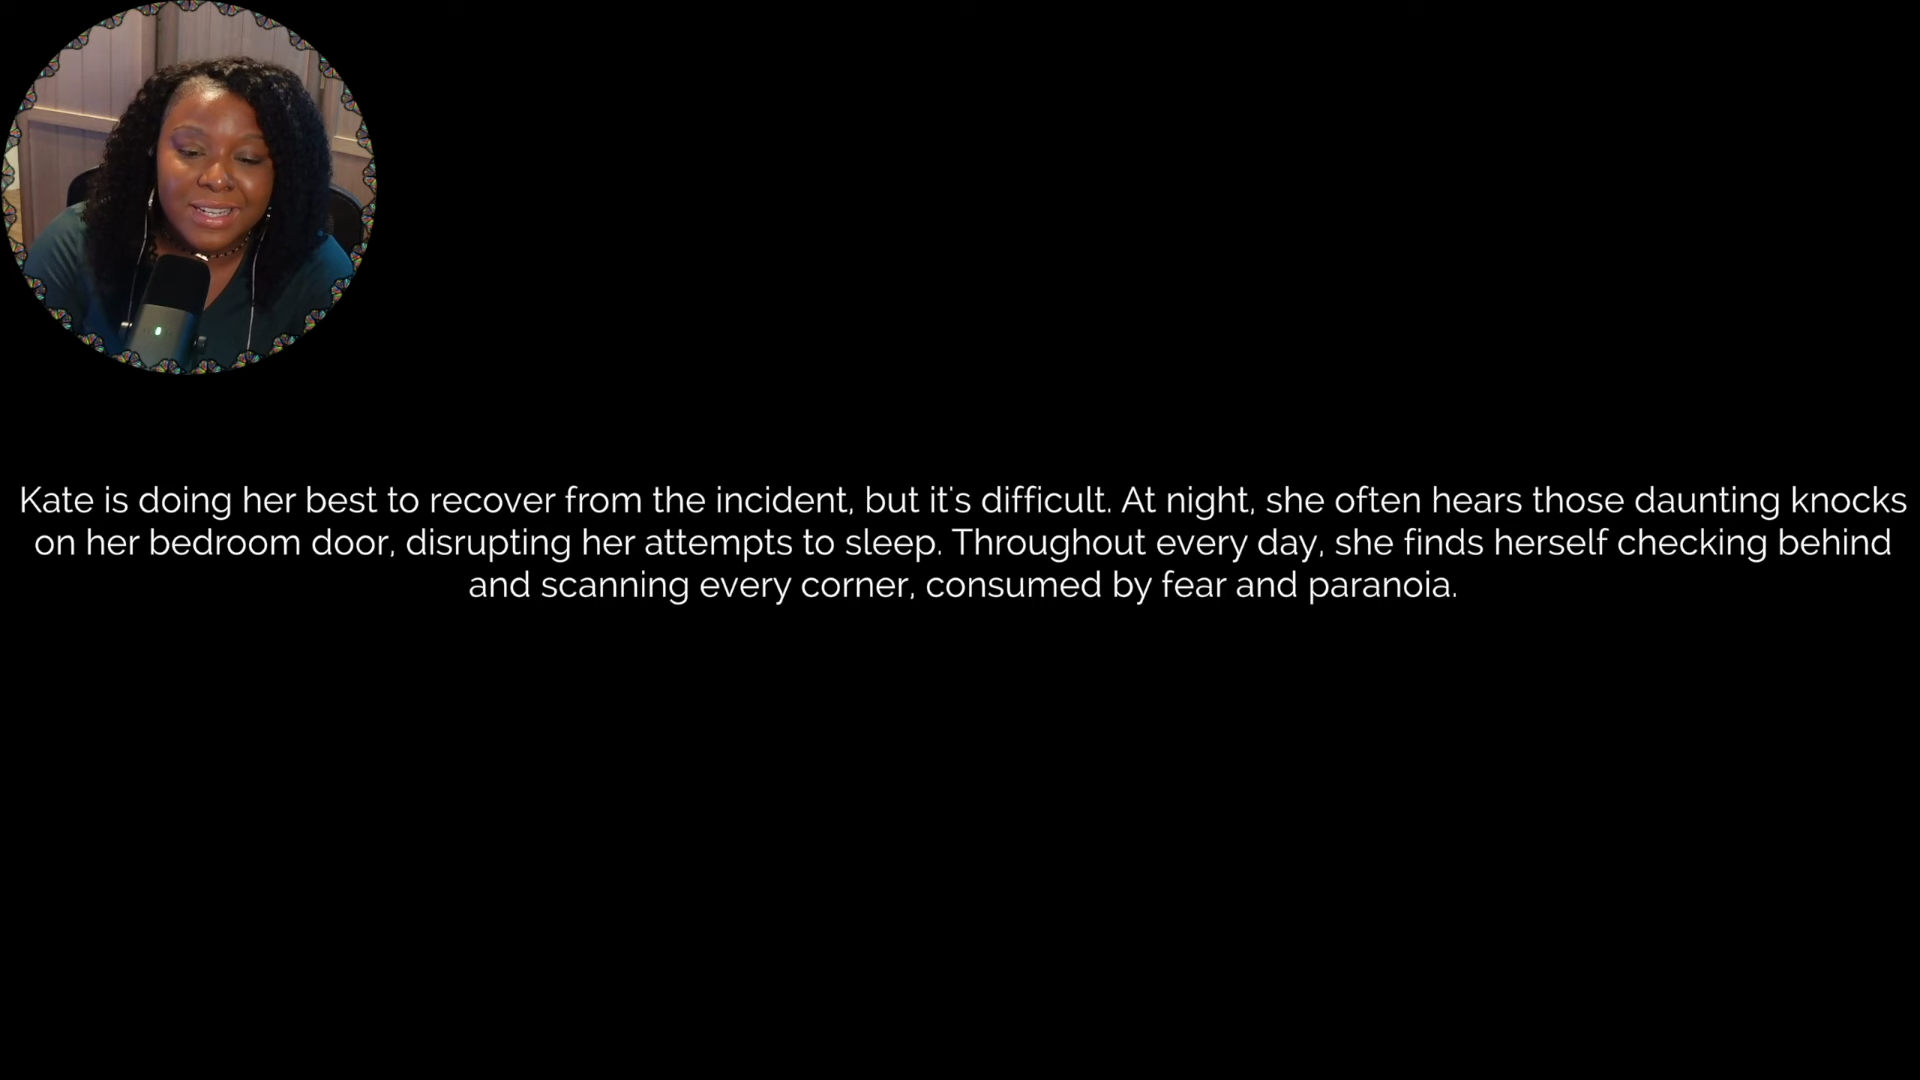 Kate is doing her best to recover from the incident, but it's difficult. At night, she often hears those daunting knocks
on her bedroom door, disrupting her attempts to sleep. Throughout every day, she finds herself checking behind
and scanning every corner, consumed by fear and paranoia.